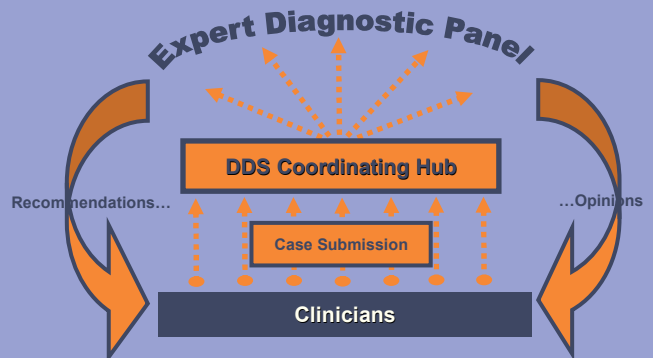 Expert Diagnostic Panel
DDS Coordinating Hub
Recommendations…
…Opinions
Case Submission
Clinicians